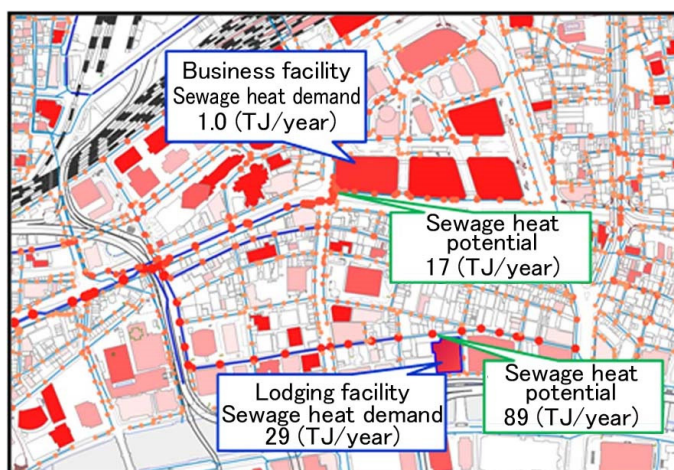 Business facility
Sewage heat demand
1.0 (TJ/year)
Sewage heat
potential
17 (TJ/year)
Lodging facility
Sewage heat demand
29 (TJ/year)
Sewage heat
potential
89 (TJ/year)